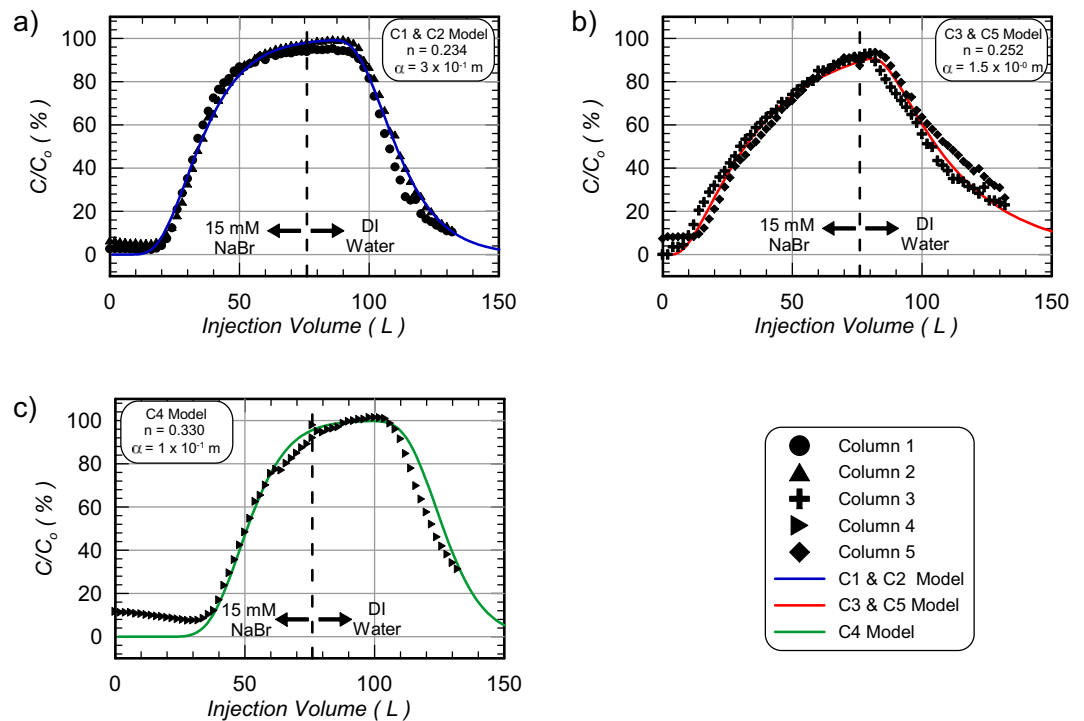 a)
C1 & C2 Model
n = 0.234
α = 3 x 10⁻¹ m
C/Cₒ ( % )
100
80
60
40
20
0
15 mM
NaBr
DI
Water
0 50 100 150
Injection Volume ( L )
b)
C3 & C5 Model
n = 0.252
α = 1.5 x 10⁻⁰ m
C/Cₒ ( % )
100
80
60
40
20
0
15 mM
NaBr
DI
Water
0 50 100 150
Injection Volume ( L )
c)
C4 Model
n = 0.330
α = 1 x 10⁻¹ m
C/Cₒ ( % )
100
80
60
40
20
0
15 mM
NaBr
DI
Water
0 50 100 150
Injection Volume ( L )
Column 1
Column 2
Column 3
Column 4
Column 5
C1 & C2 Model
C3 & C5 Model
C4 Model